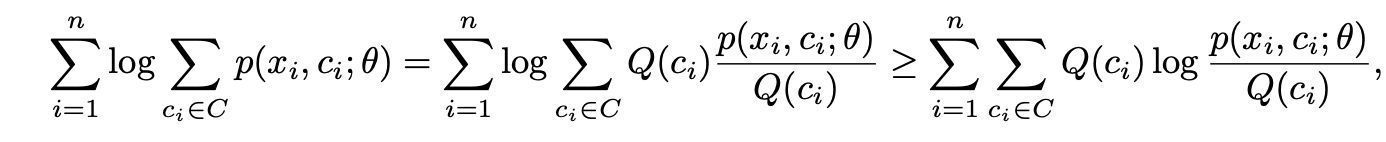 $$\sum_{i=1}^{n} \log \sum_{c_i \in C} p(x_i, c_i; \theta) = \sum_{i=1}^{n} \log \sum_{c_i \in C} Q(c_i) \frac{p(x_i, c_i; \theta)}{Q(c_i)} \geq \sum_{i=1}^{n} \sum_{c_i \in C} Q(c_i) \log \frac{p(x_i, c_i; \theta)}{Q(c_i)},$$